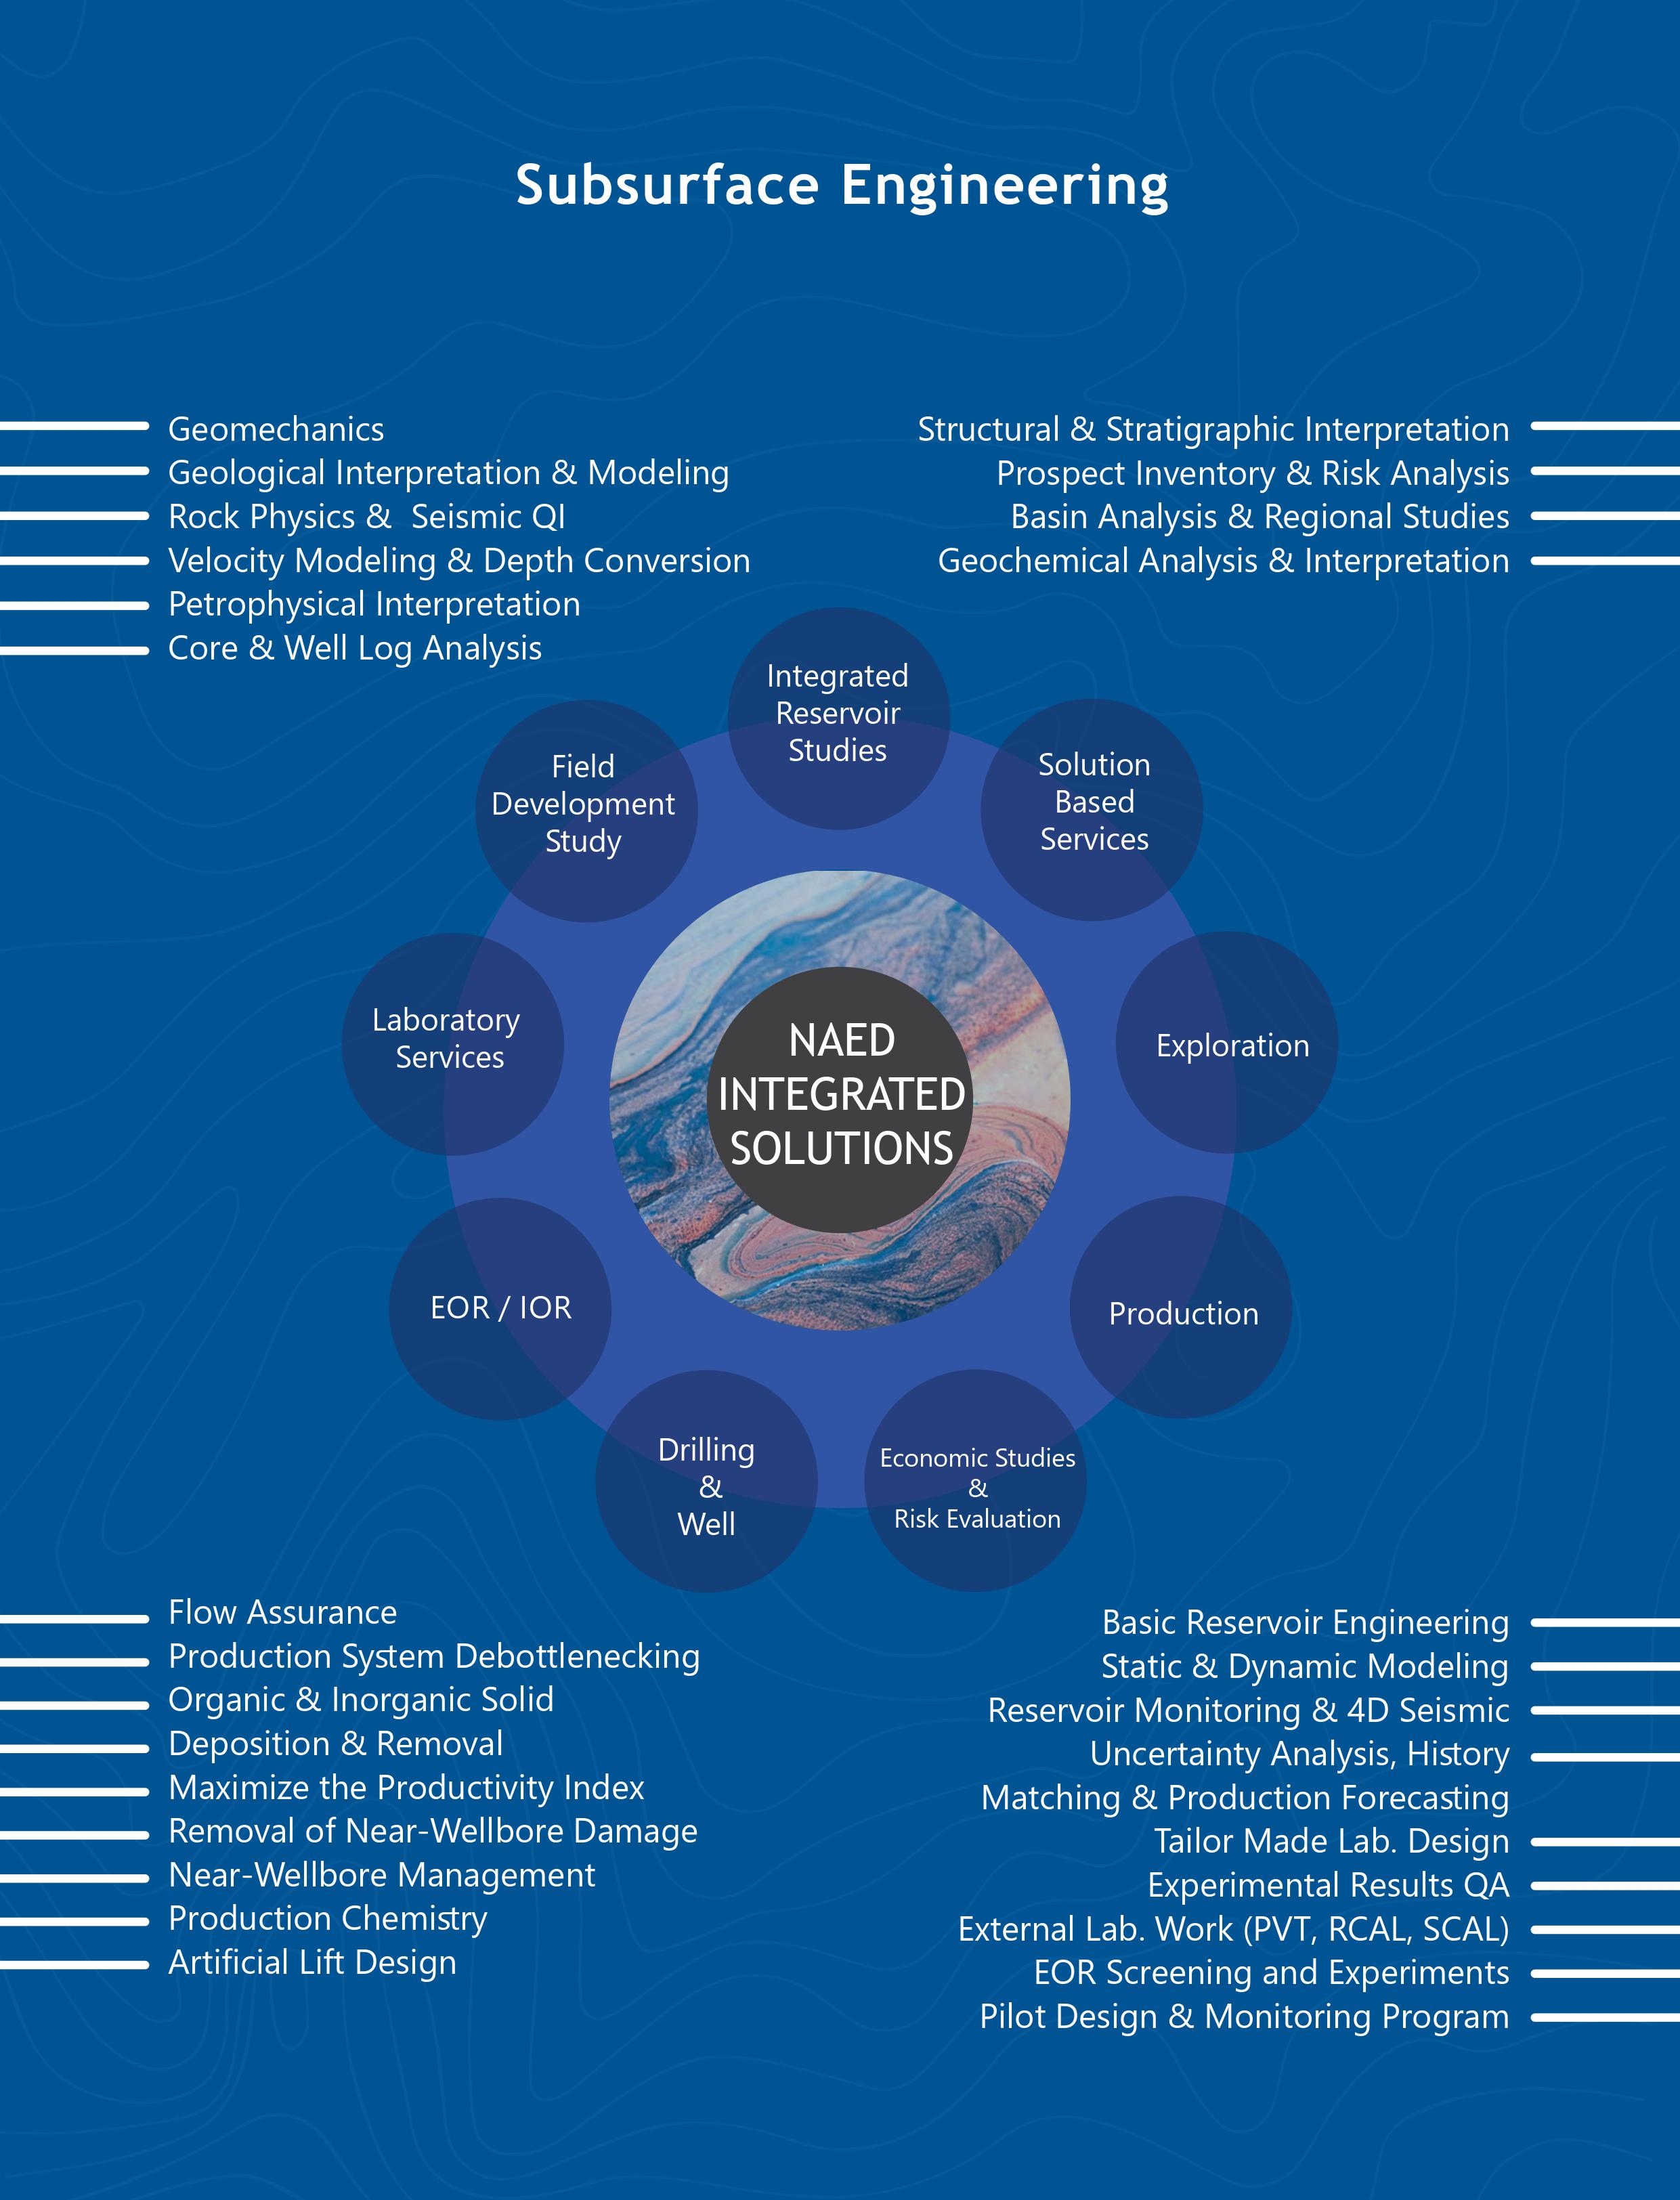 Subsurface Engineering
Geomechanics
Geological Interpretation & Modeling
Rock Physics & Seismic QI
Velocity Modeling & Depth Conversion
Petrophysical Interpretation
Core & Well Log Analysis
Structural & Stratigraphic Interpretation
Prospect Inventory & Risk Analysis
Basin Analysis & Regional Studies
Geochemical Analysis & Interpretation
Integrated
Reservoir
Studies
Solution
Based
Services
Exploration
Production
Economic Studies
&
Risk Evaluation
Drilling
&
Well
EOR / IOR
Laboratory
Services
Field
Development
Study
NAED
INTEGRATED
SOLUTIONS
Flow Assurance
Production System Debottlenecking
Organic & Inorganic Solid
Deposition & Removal
Maximize the Productivity Index
Removal of Near-Wellbore Damage
Near-Wellbore Management
Production Chemistry
Artificial Lift Design
Basic Reservoir Engineering
Static & Dynamic Modeling
Reservoir Monitoring & 4D Seismic
Uncertainty Analysis, History
Matching & Production Forecasting
Tailor Made Lab. Design
Experimental Results QA
External Lab. Work (PVT, RCAL, SCAL)
EOR Screening and Experiments
Pilot Design & Monitoring Program